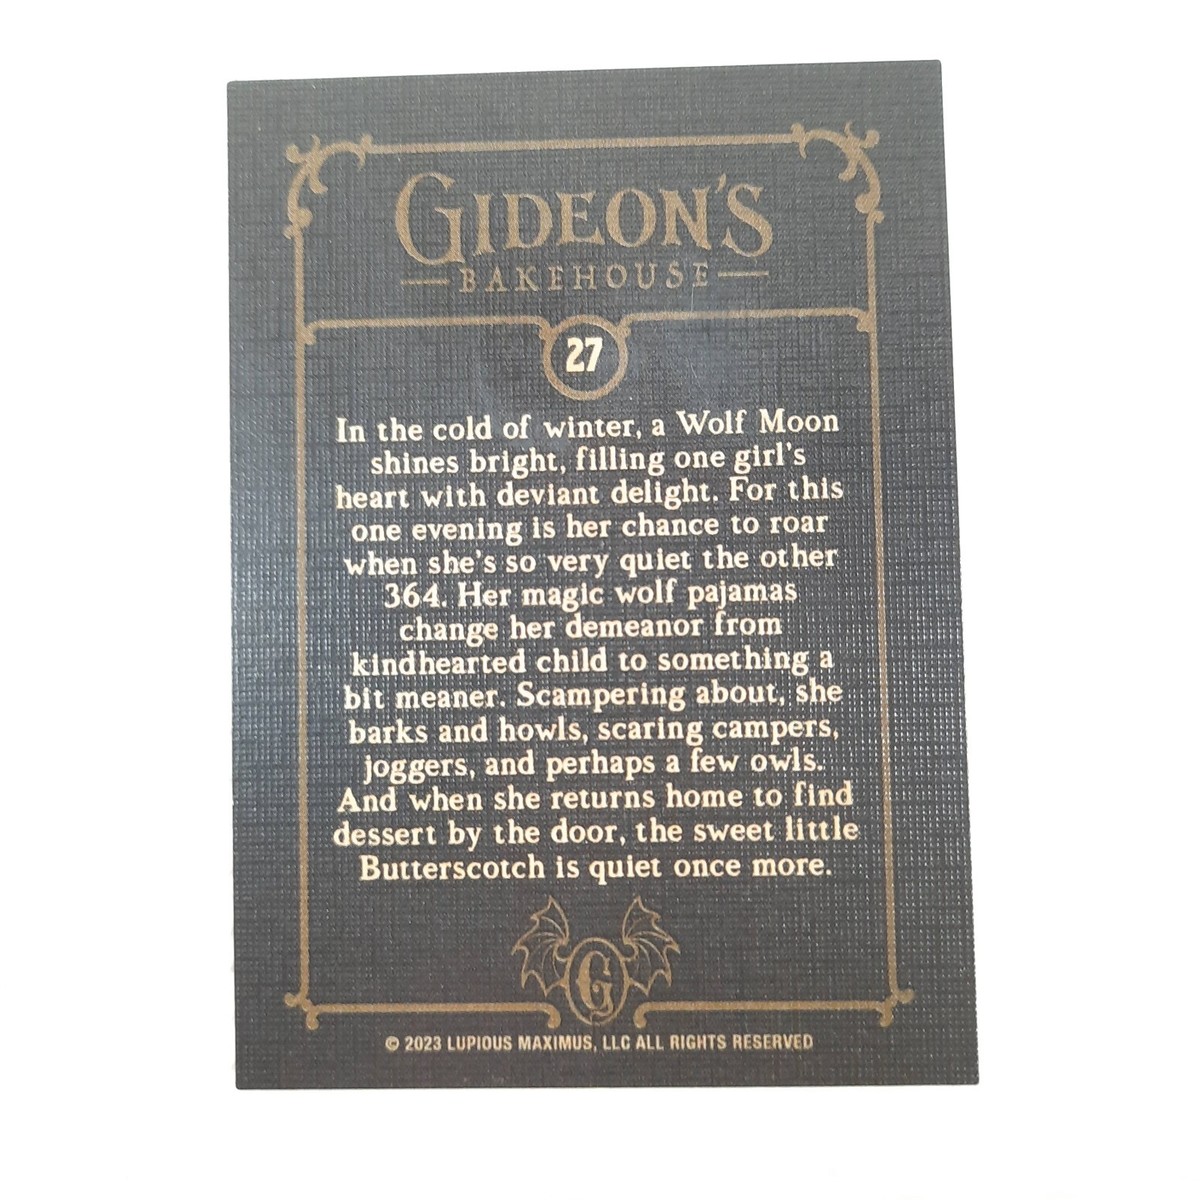 GIDEON'S
BAKEHOUSE
27
In the cold of winter, a Wolf Moon
shines bright, filling one girl's
heart with deviant delight. For this
one evening is her chance to roar
when she's so very quiet the other
364. Her magic wolf pajamas
change her demeanor from
kindhearted child to something a
bit meaner. Scampering about, she
barks and howls, scaring campers,
joggers, and perhaps a few owls.
And when she returns home to find
dessert by the door, the sweet little
Butterscotch is quiet once more.
G
© 2023 LUPIOUS MAXIMUS, LLC ALL RIGHTS RESERVED